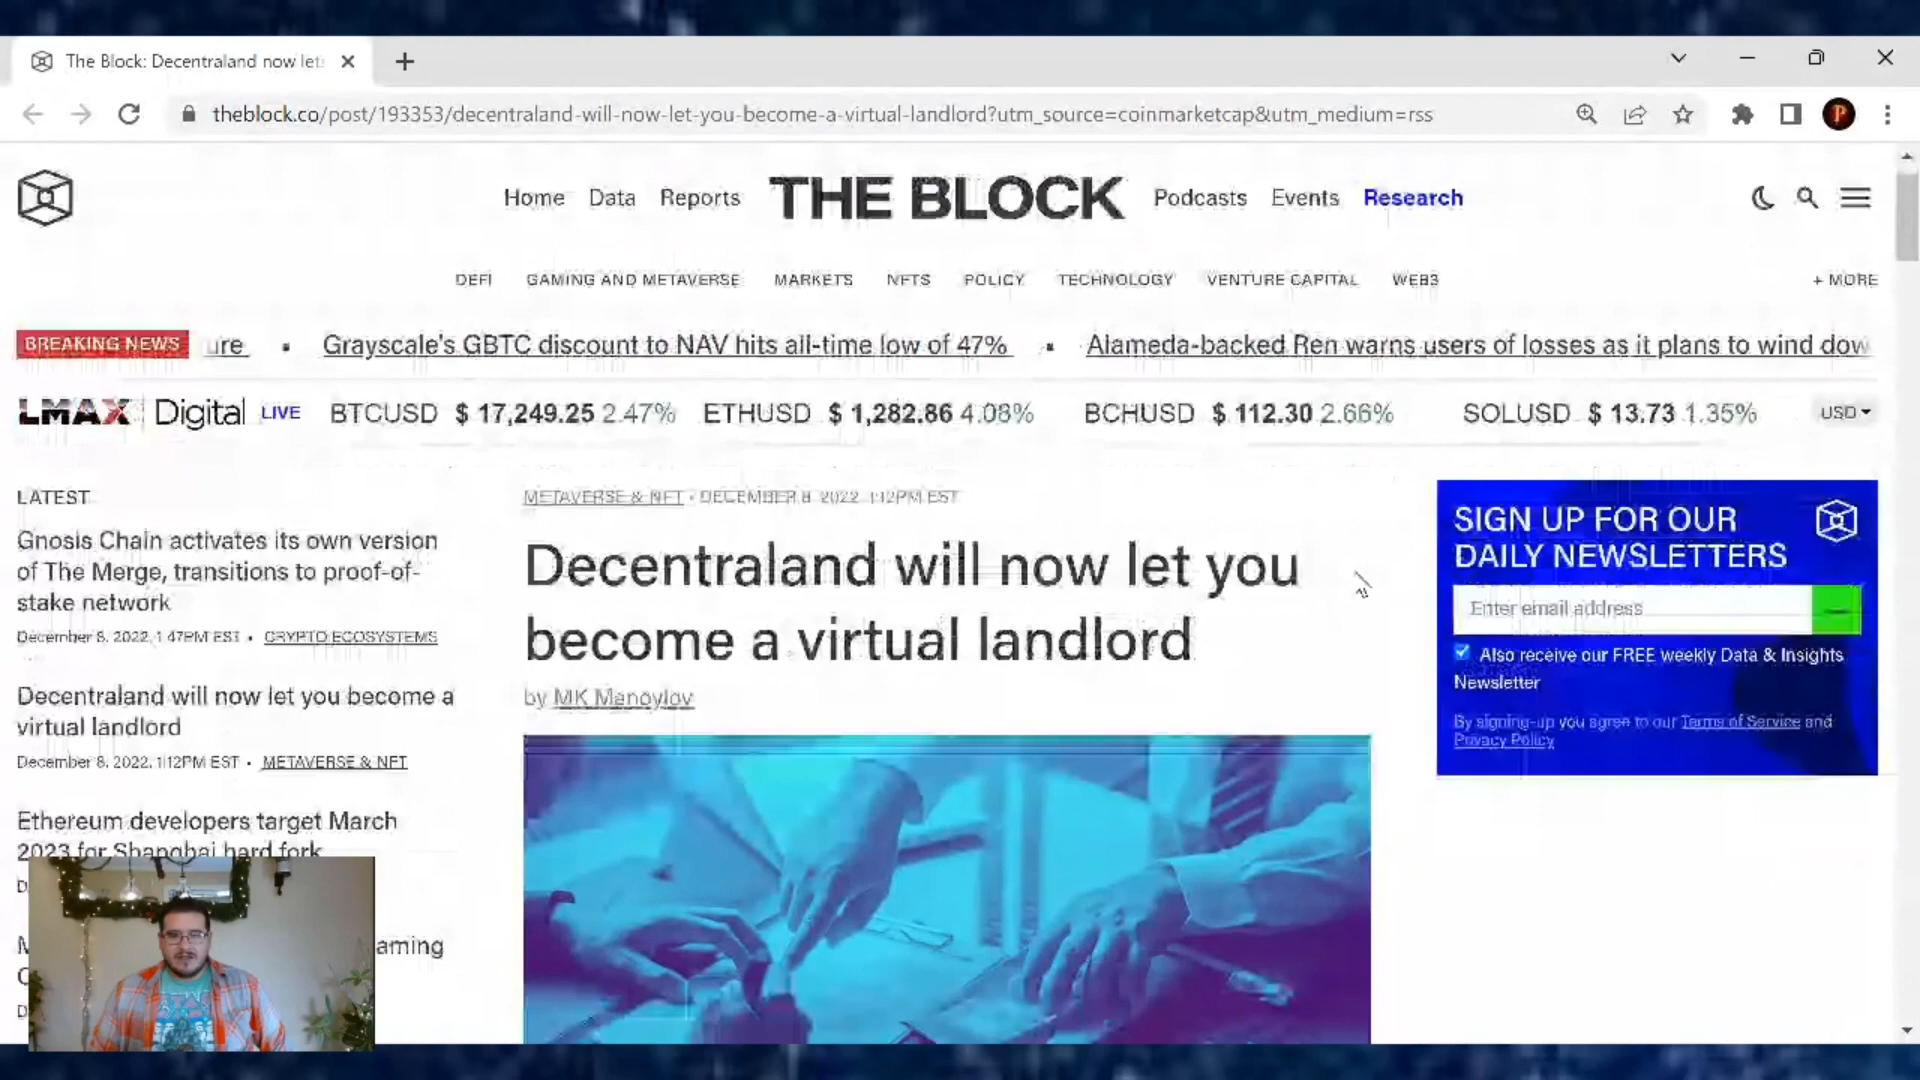 The Block: Decentraland now let
theblock.co/post/193353/decentraland-will-now-let-you-become-a-virtual-landlord?utm_source=coinmarketcap&utm_medium=rss
Home Data Reports THE BLOCK Podcasts Events Research
DEFI GAMING AND METAVERSE MARKETS NFTS POLICY TECHNOLOGY VENTURE CAPITAL WEB3 + MORE
BREAKING NEWS ure • Grayscale's GBTC discount to NAV hits all-time low of 47% • Alameda-backed Ren warns users of losses as it plans to wind dow
LMAX Digital LIVE BTCUSD $ 17,249.25 2.47% ETHUSD $ 1,282.86 4.08% BCHUSD $ 112.30 2.66% SOLUSD $ 13.73 1.35% USD
LATEST
Gnosis Chain activates its own version
of The Merge, transitions to proof-of-
stake network
December 8, 2022, 1:47PM EST • CRYPTO ECOSYSTEMS
Decentraland will now let you become a
virtual landlord
December 8, 2022, 1:12PM EST • METAVERSE & NFT
Ethereum developers target March
2023 for Shanghai hard fork
aming
METAVERSE & NFT • DECEMBER 8, 2022, 1:12PM EST
Decentraland will now let you
become a virtual landlord
by MK Manoylov
SIGN UP FOR OUR
DAILY NEWSLETTERS
Enter email address
Also receive our FREE weekly Data & Insights
Newsletter
By signing-up you agree to our Terms of Service and
Privacy Policy